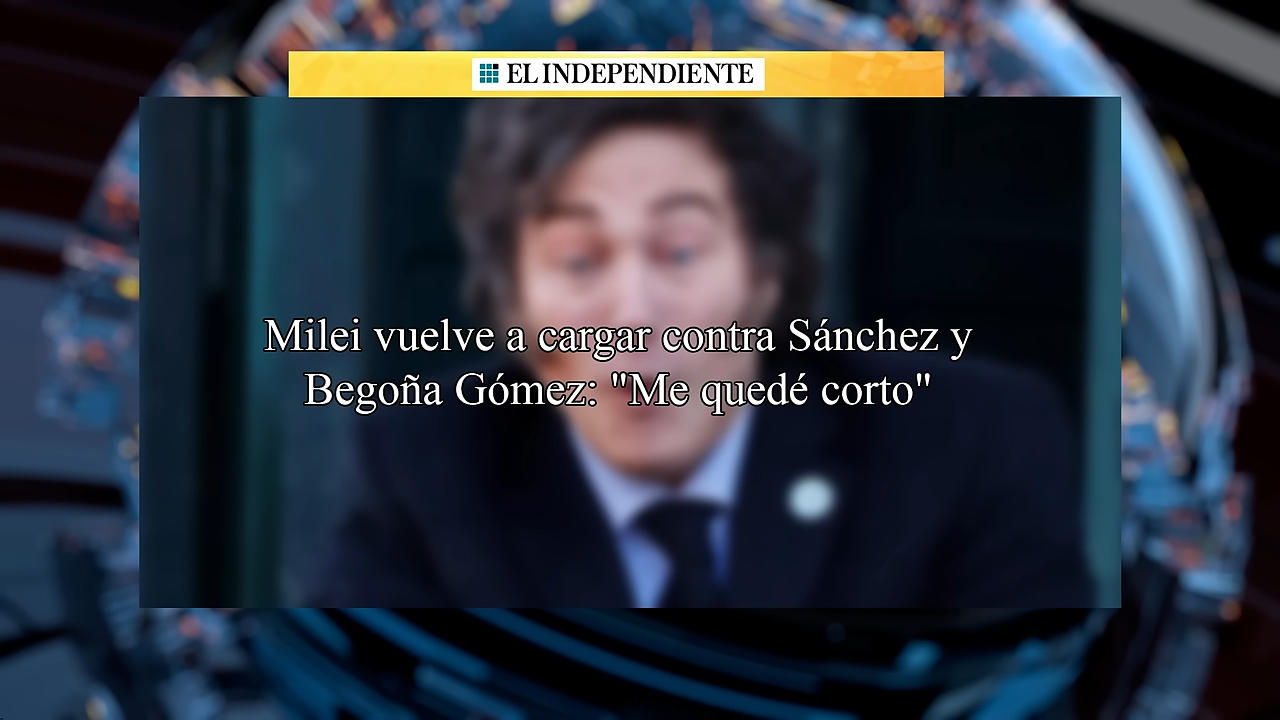 EL INDEPENDIENTE
Milei vuelve a cargar contra Sánchez y
Begoña Gómez: "Me quedé corto"